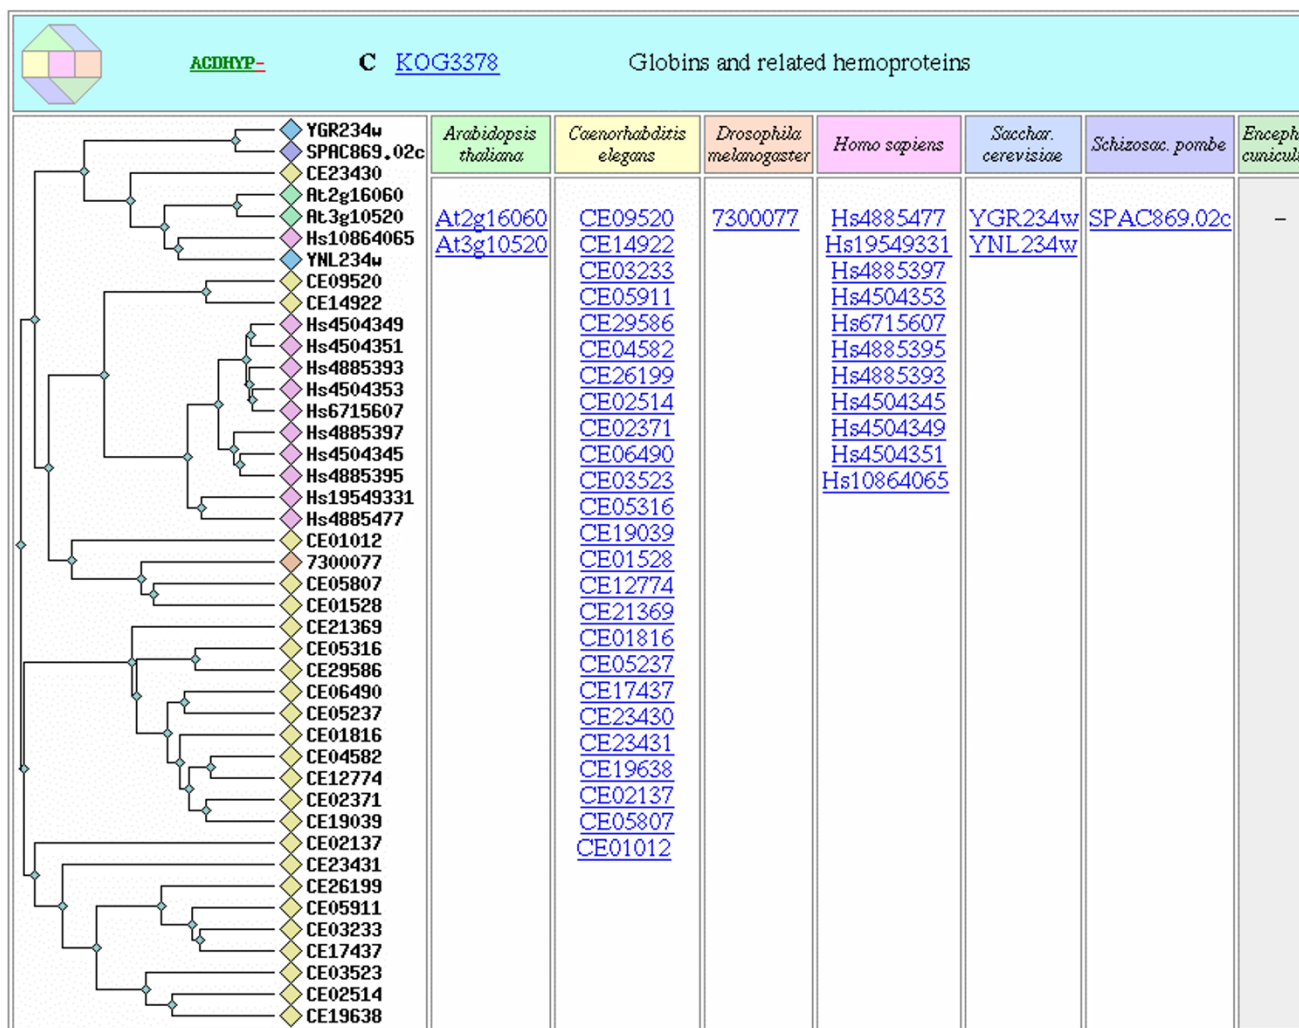 ACDHYP- C KOG3378 Globins and related hemoproteins
YGR234w
SPAC869.02c
CE23430
At2g16060
At3g10520
Hs10864065
YNL234w
CE09520
CE14922
Hs4504349
Hs4504351
Hs4885393
Hs4504353
Hs6715607
Hs4885397
Hs4504345
Hs4885395
Hs19549331
Hs4885477
CE01012
7300077
CE05807
CE01528
CE21369
CE05316
CE29586
CE06490
CE05237
CE01816
CE04582
CE12774
CE02371
CE19039
CE02137
CE23431
CE26199
CE05911
CE03233
CE17437
CE03523
CE02514
CE19638
Arabidopsis
thaliana
At2g16060
At3g10520
Caenorhabditis
elegans
CE09520
CE14922
CE03233
CE05911
CE29586
CE04582
CE26199
CE02514
CE02371
CE06490
CE03523
CE05316
CE19039
CE01528
CE12774
CE21369
CE01816
CE05237
CE17437
CE23430
CE23431
CE19638
CE02137
CE05807
CE01012
Drosophila
melanogaster
7300077
Homo sapiens
Hs4885477
Hs19549331
Hs4885397
Hs4504353
Hs6715607
Hs4885395
Hs4885393
Hs4504345
Hs4504349
Hs4504351
Hs10864065
Sacchar.
cerevisiae
YGR234w
YNL234w
Schizosac. pombe
SPAC869.02c
Enceph
cunicul
–